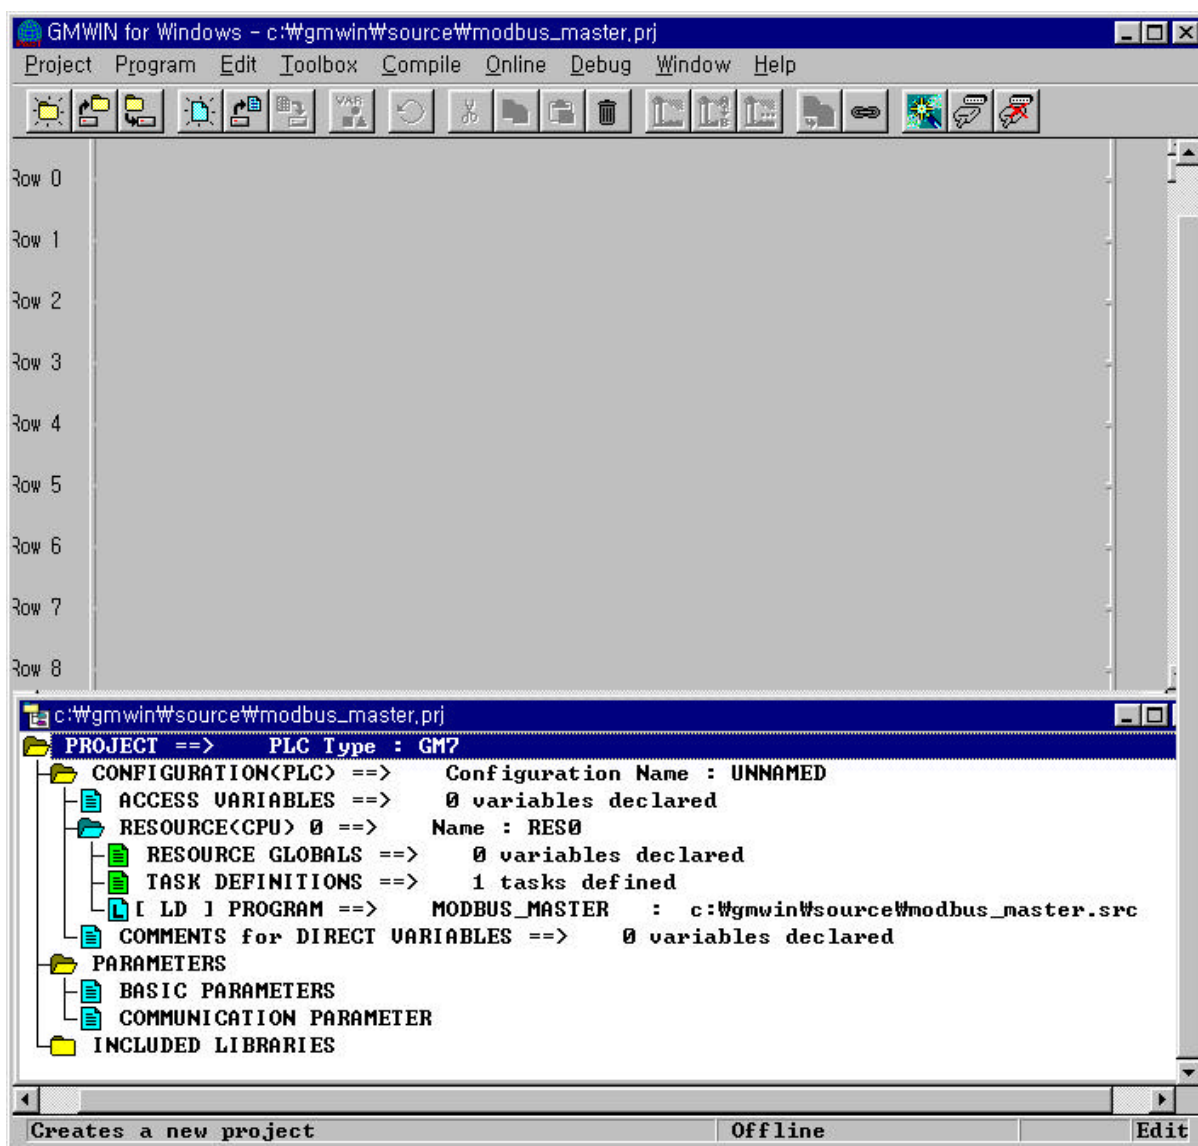 GMWIN for Windows – c:₩gmwin₩source₩modbus_master,prj
Project Program Edit Toolbox Compile Online Debug Window Help
VAR
Row 0
Row 1
Row 2
Row 3
Row 4
Row 5
Row 6
Row 7
Row 8
c:₩gmwin₩source₩modbus_master,prj
PROJECT ==> PLC Type : GM7
CONFIGURATION(PLC) ==> Configuration Name : UNNAMED
ACCESS VARIABLES ==> 0 variables declared
RESOURCE(CPU) 0 ==> Name : RES0
RESOURCE GLOBALS ==> 0 variables declared
TASK DEFINITIONS ==> 1 tasks defined
L [ LD ] PROGRAM ==> MODBUS_MASTER : c:₩gmwin₩source₩modbus_master.src
COMMENTS for DIRECT VARIABLES ==> 0 variables declared
PARAMETERS
BASIC PARAMETERS
COMMUNICATION PARAMETER
INCLUDED LIBRARIES
Creates a new project Offline Edit